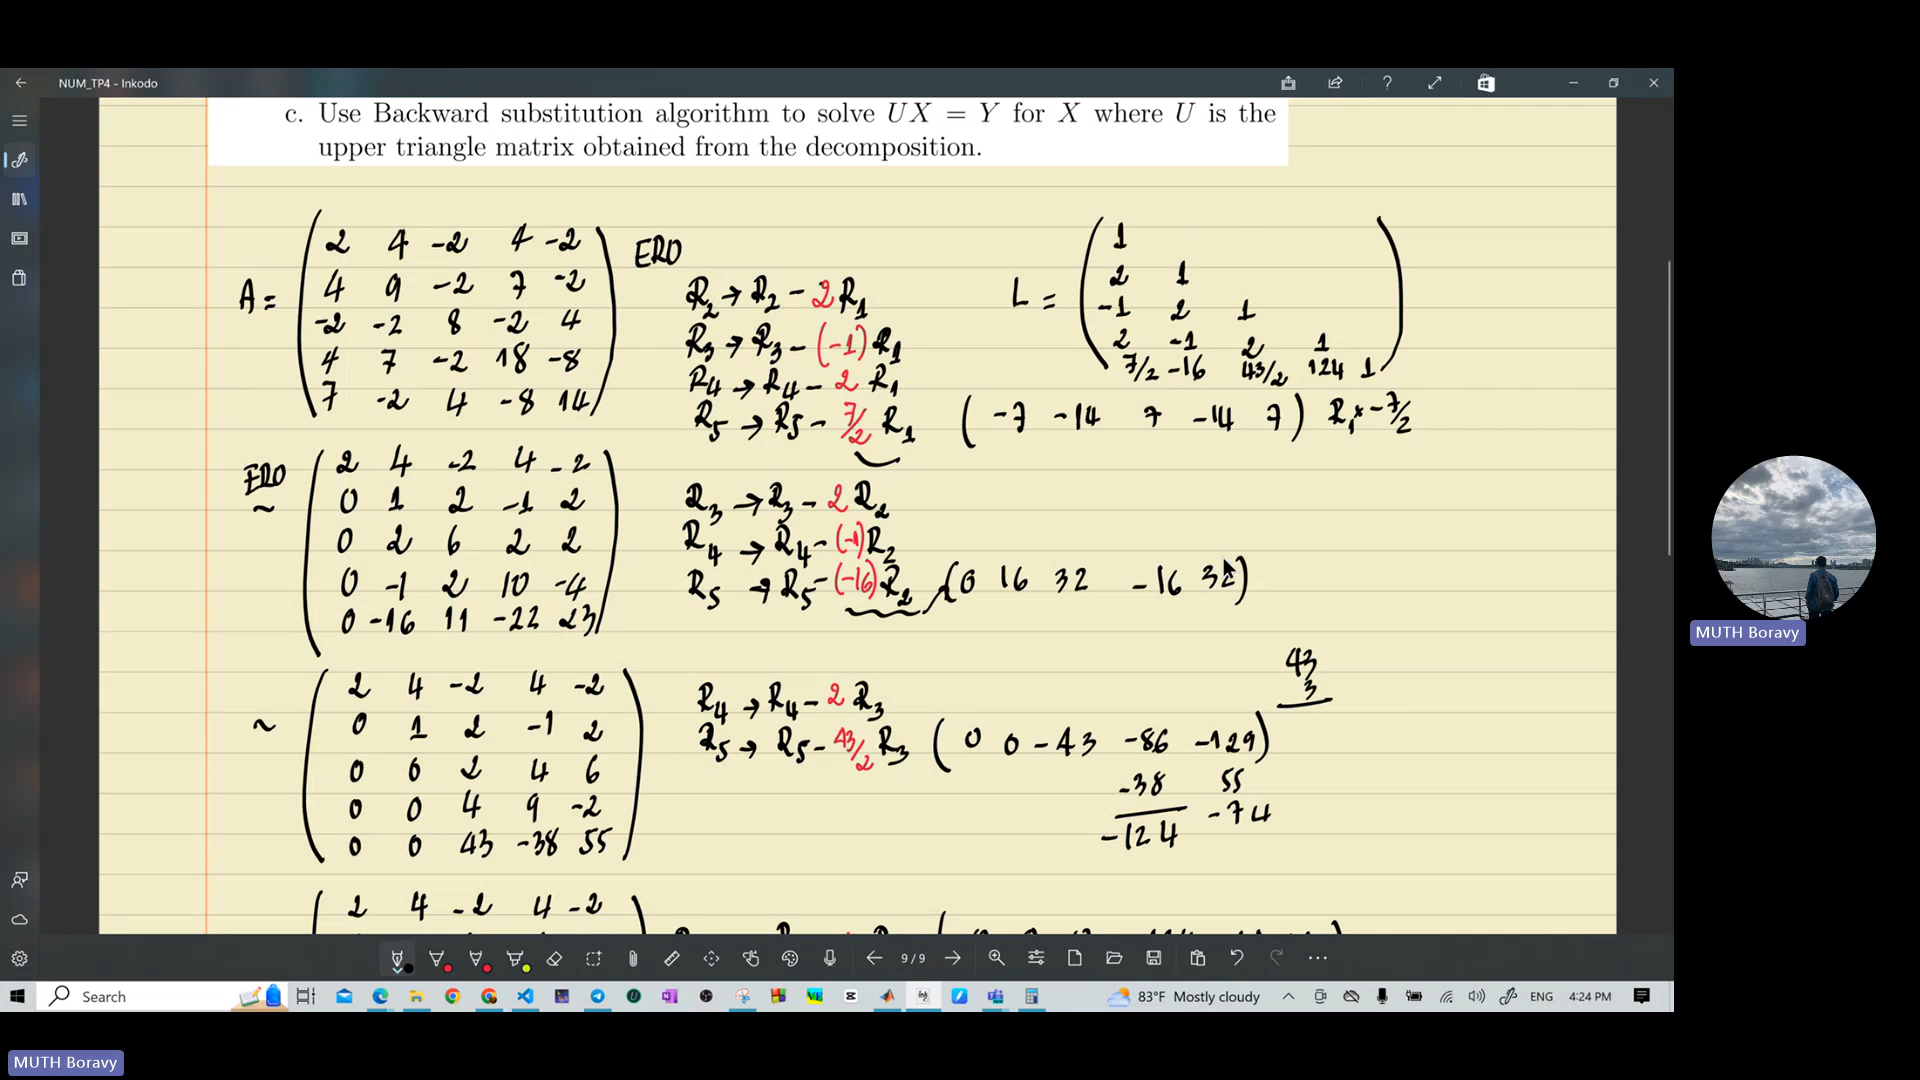 NUM_TP4 - Inkodo
c. Use Backward substitution algorithm to solve UX = Y for X where U is the
upper triangle matrix obtained from the decomposition.
A =
2 4 -2 4 -2
4 9 -2 7 -2
-2 -2 8 -2 4
4 7 -2 18 -8
7 -2 4 -8 14
ERO
R2 → R2 - 2 R1
R3 → R3 - (-1) R1
R4 → R4 - 2 R1
R5 → R5 - 7/2 R1
(-7 -14 7 -14 7) R1 × -7/2
L =
1
2 1
-1 2 1
2 -1 2 1
7/2 -16 43/2 124 1
ERO
~
2 4 -2 4 -2
0 1 2 -1 2
0 2 6 2 2
0 -1 2 10 -4
0 -16 11 -22 23
R3 → R3 - 2 R2
R4 → R4 - (-1) R2
R5 → R5 - (-16) R2
(0 16 32 -16 32)
~
2 4 -2 4 -2
0 1 2 -1 2
0 0 2 4 6
0 0 4 9 -2
0 0 43 -38 55
R4 → R4 - 2 R3
R5 → R5 - 43/2 R3
(0 0 -43 -86 -129)
-38 55
-124 -74
43
3
2 4 -2 4 -2
9/9
Search
83°F Mostly cloudy
ENG
4:24 PM
MUTH Boravy
MUTH Boravy